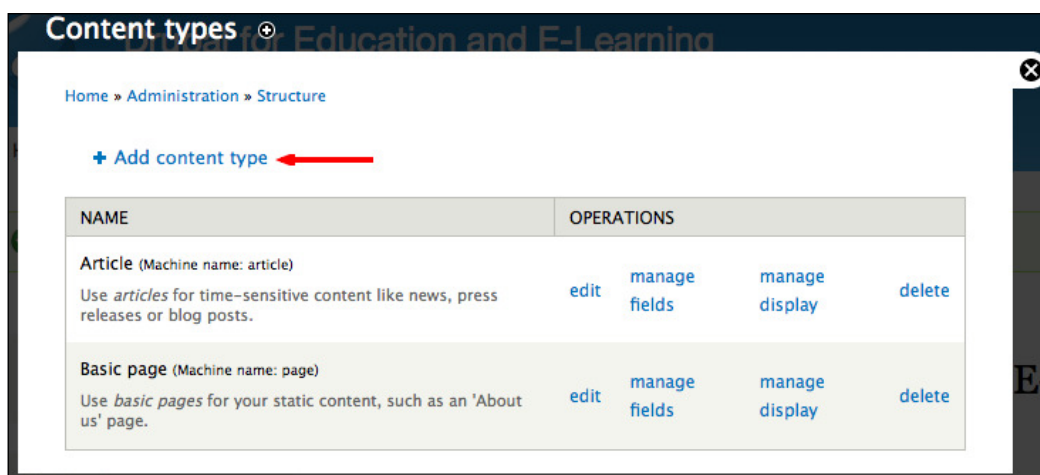 Content types
Drupal for Education and E-Learning
Home » Administration » Structure
+ Add content type
NAME OPERATIONS
Article (Machine name: article)
Use articles for time-sensitive content like news, press
releases or blog posts.
edit manage fields manage display delete
Basic page (Machine name: page)
Use basic pages for your static content, such as an 'About
us' page.
edit manage fields manage display delete